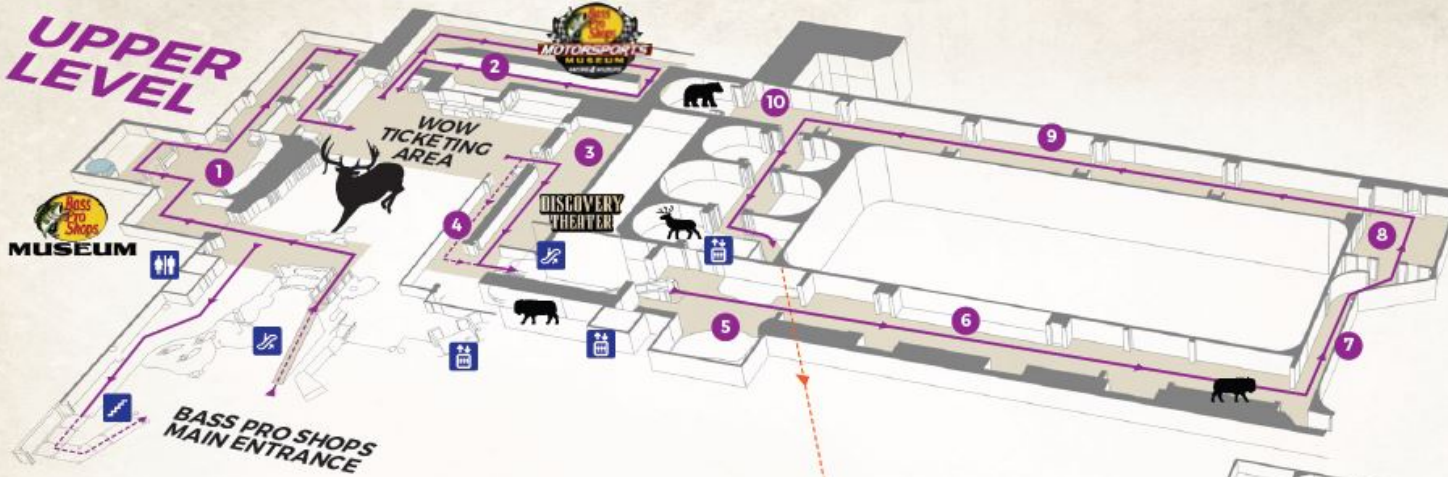 UPPER
LEVEL
Bass
Pro
Shops
MOTORSPORTS
MUSEUM
2
10
9
WOW
TICKETING
AREA
3
1
Bass
Pro
Shops
MUSEUM
DISCOVERY
THEATER
4
8
5
6
7
BASS PRO SHOPS
MAIN ENTRANCE